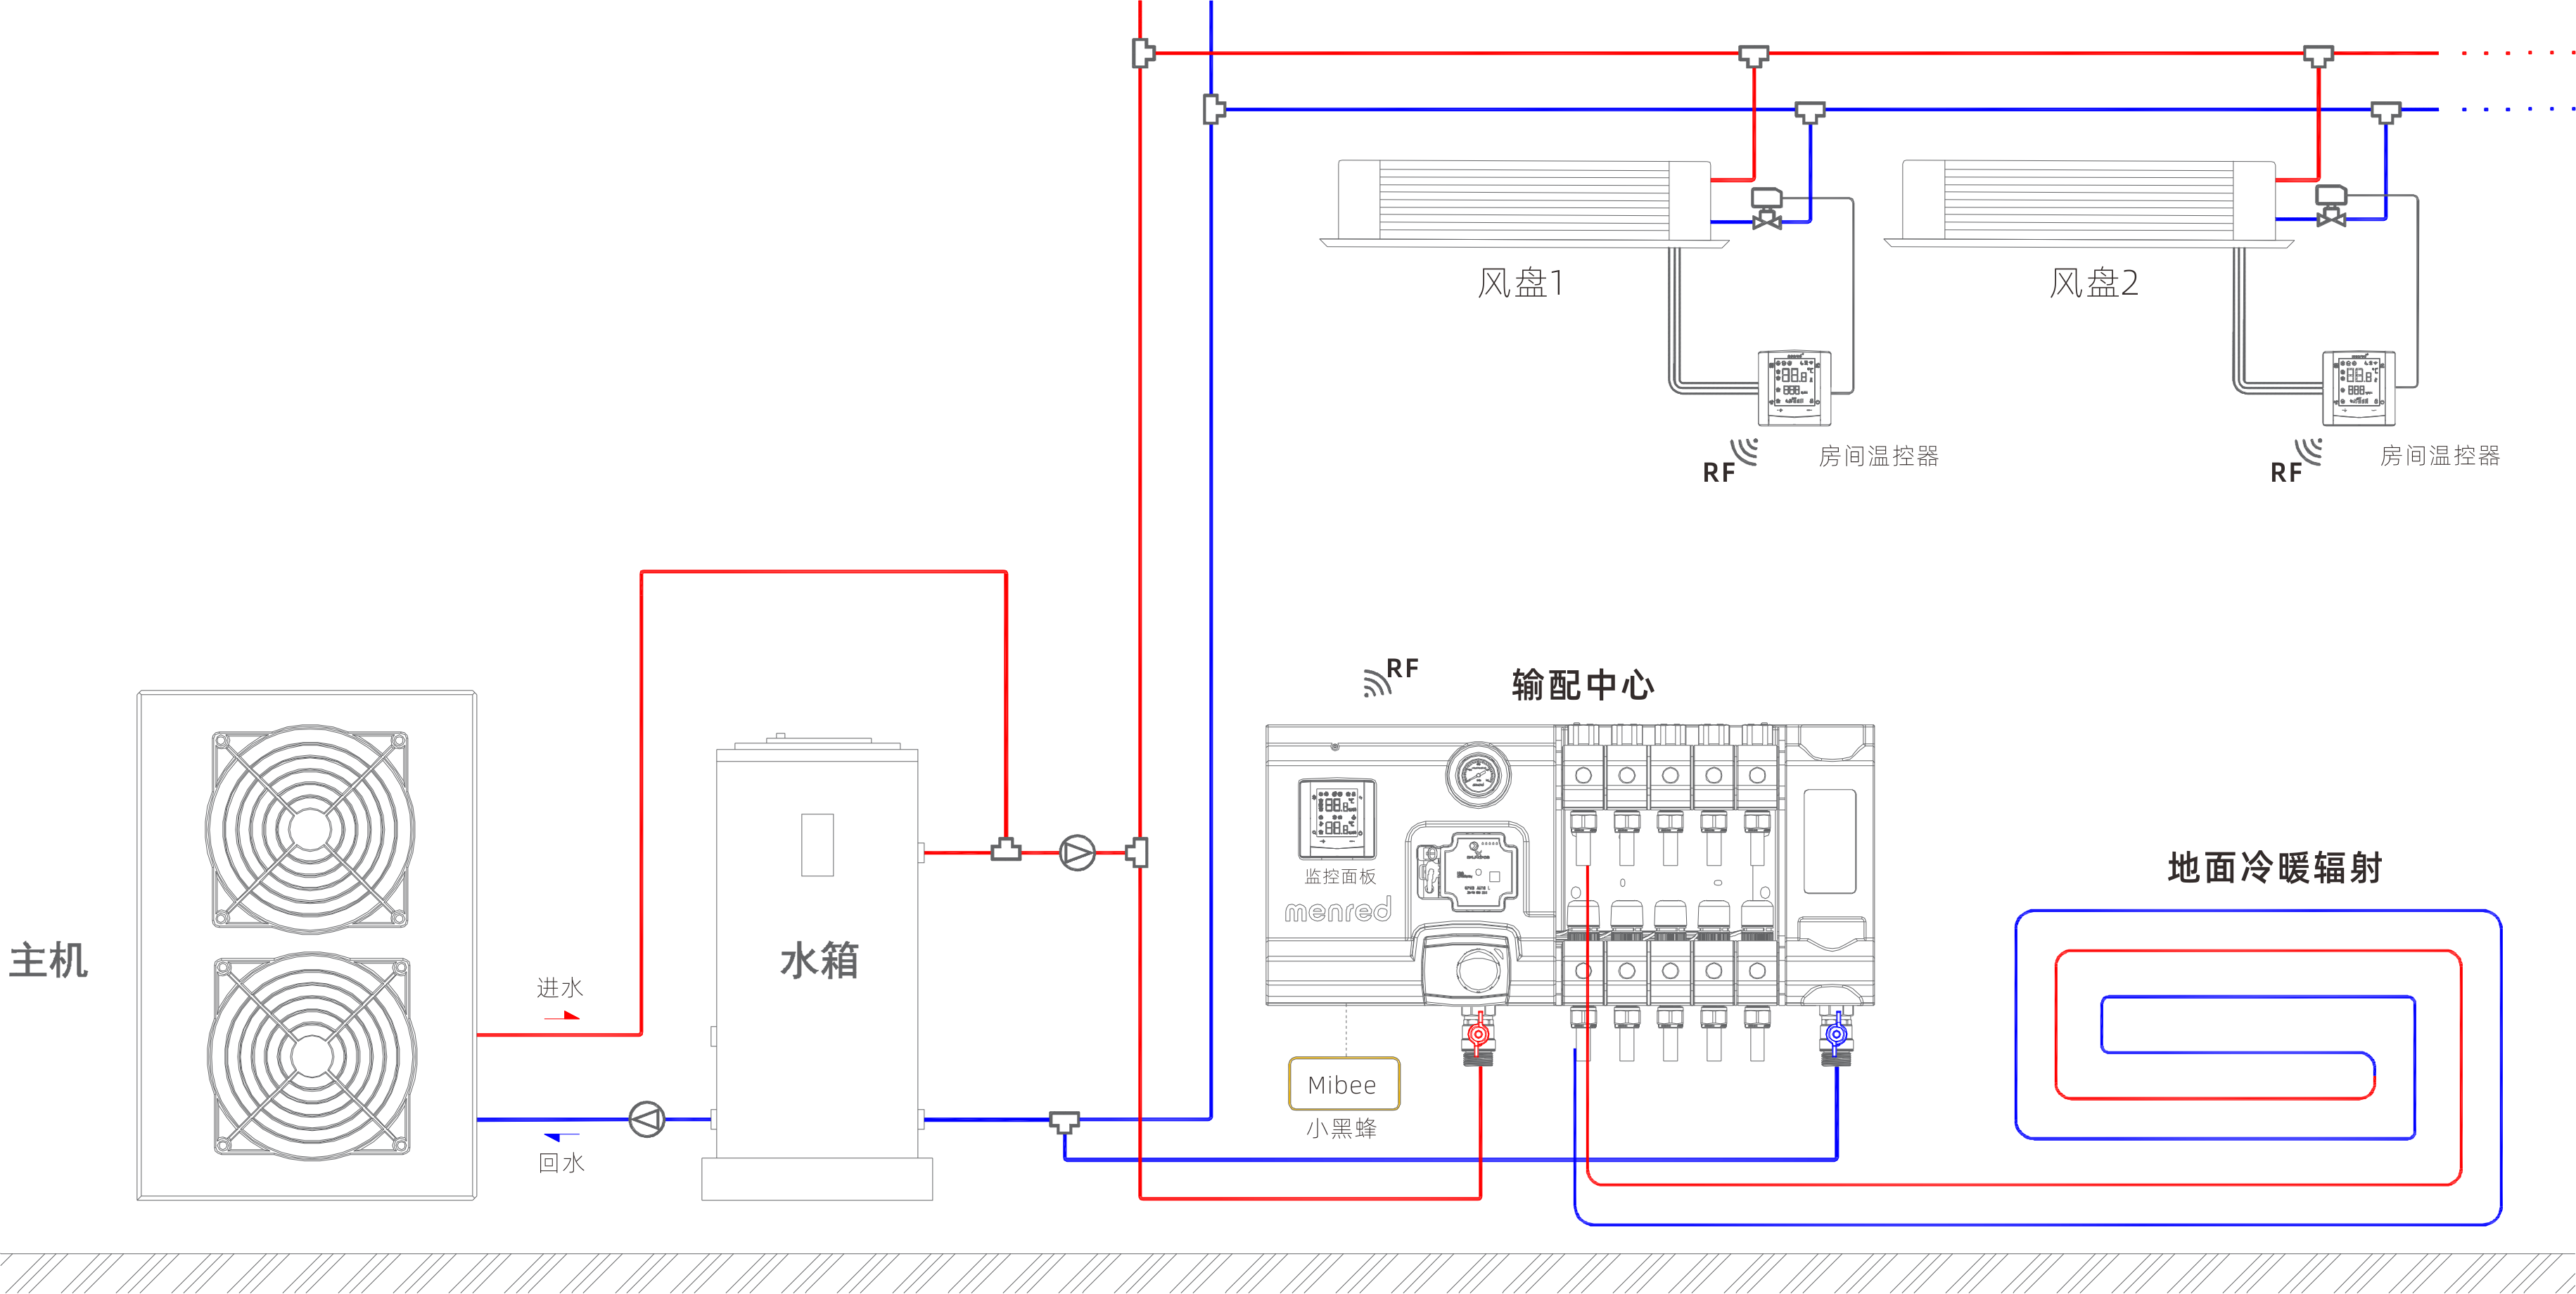 风盘1
风盘2
RF
房间温控器
RF
房间温控器
RF
输配中心
监控面板
menred
地面冷暖辐射
主机
水箱
进水
回水
Mibee
小黑蜂